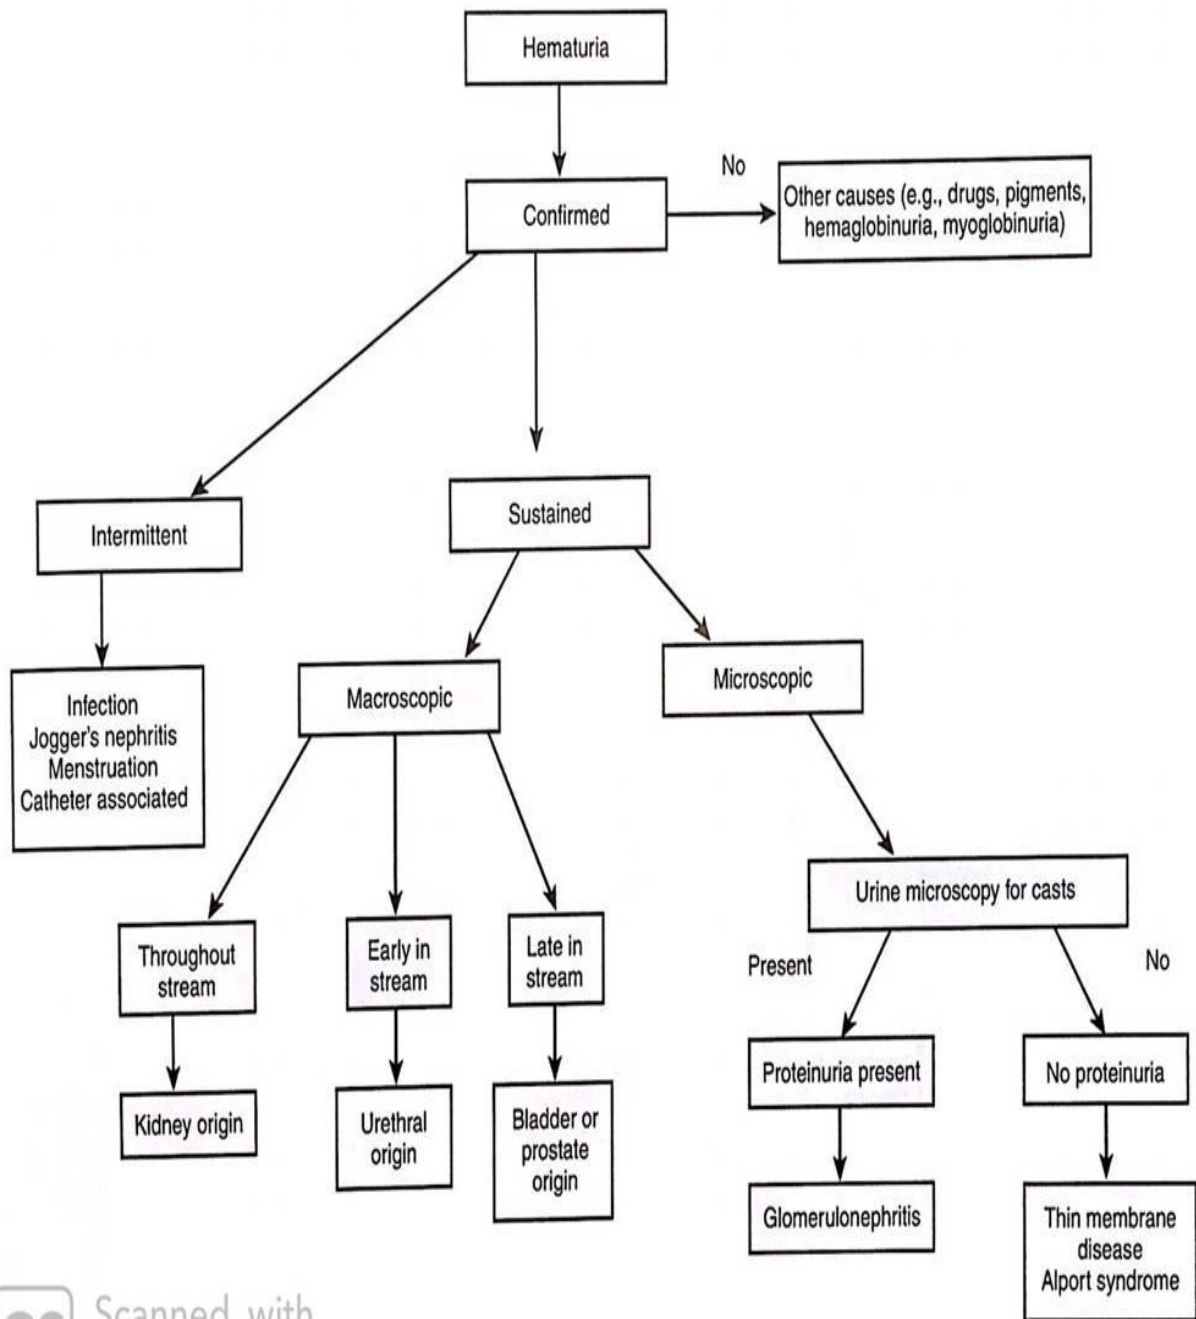 Hematuria
Confirmed
No
Other causes (e.g., drugs, pigments,
hemaglobinuria, myoglobinuria)
Intermittent
Sustained
Infection
Jogger's nephritis
Menstruation
Catheter associated
Macroscopic
Microscopic
Throughout
stream
Early in
stream
Late in
stream
Urine microscopy for casts
Present
No
Kidney origin
Urethral
origin
Bladder or
prostate
origin
Proteinuria present
No proteinuria
Glomerulonephritis
Thin membrane
disease
Alport syndrome
Scanned with